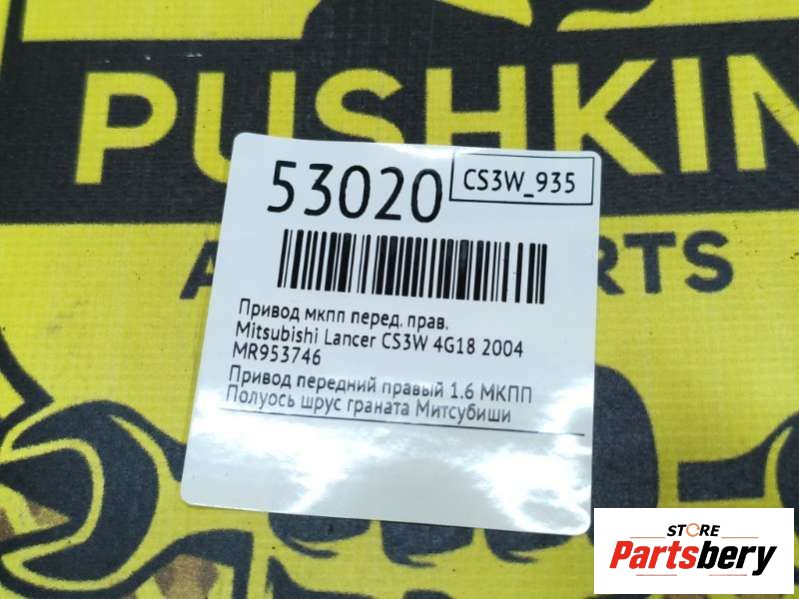 PUSHKIN
53020
CS3W_935
Привод мкпп перед. прав.
Mitsubishi Lancer CS3W 4G18 2004
MR953746
Привод передний правый 1.6 МКПП
Полуось шрус граната Митсубиши
STORE
Partsbery